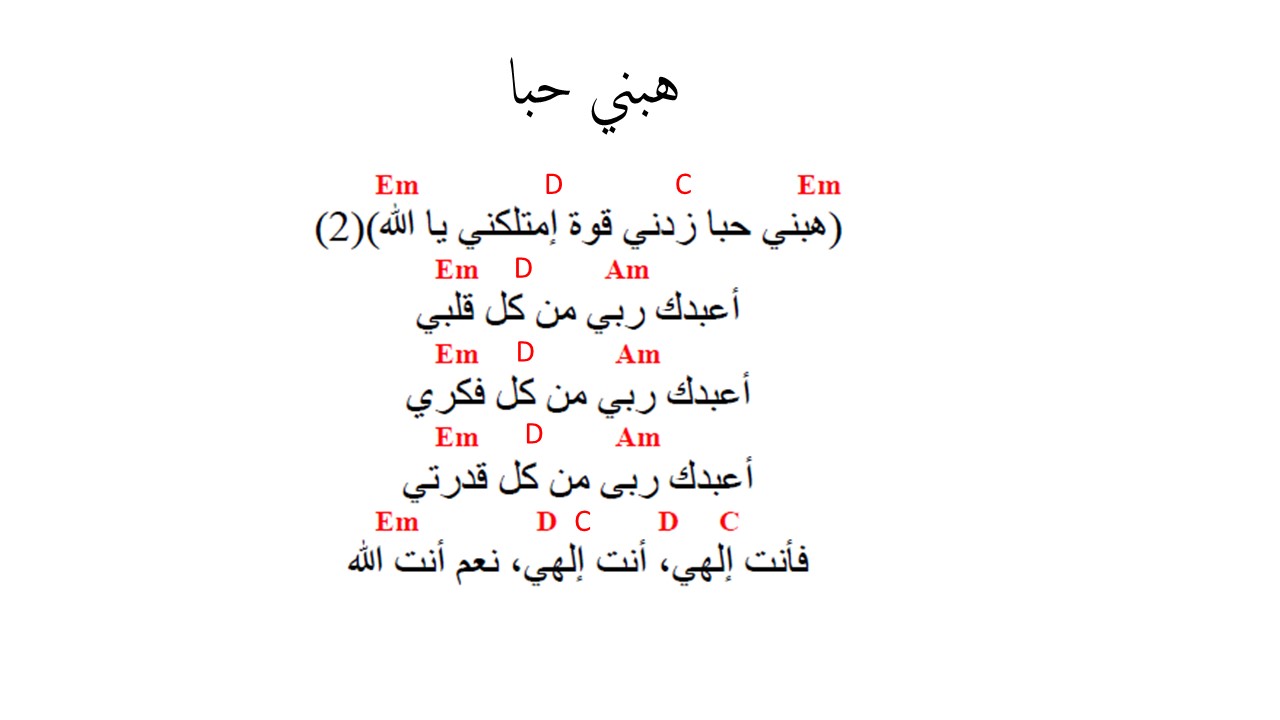 هبني حبا
Em D C Em
(هبني حبا زدني قوة إمتلكني يا الله)(2)
Em D Am
أعبدك ربي من كل قلبي
Em D Am
أعبدك ربي من كل فكري
Em D Am
أعبدك ربى من كل قدرتي
Em D C D C
فأنت إلهي، أنت إلهي، نعم أنت الله